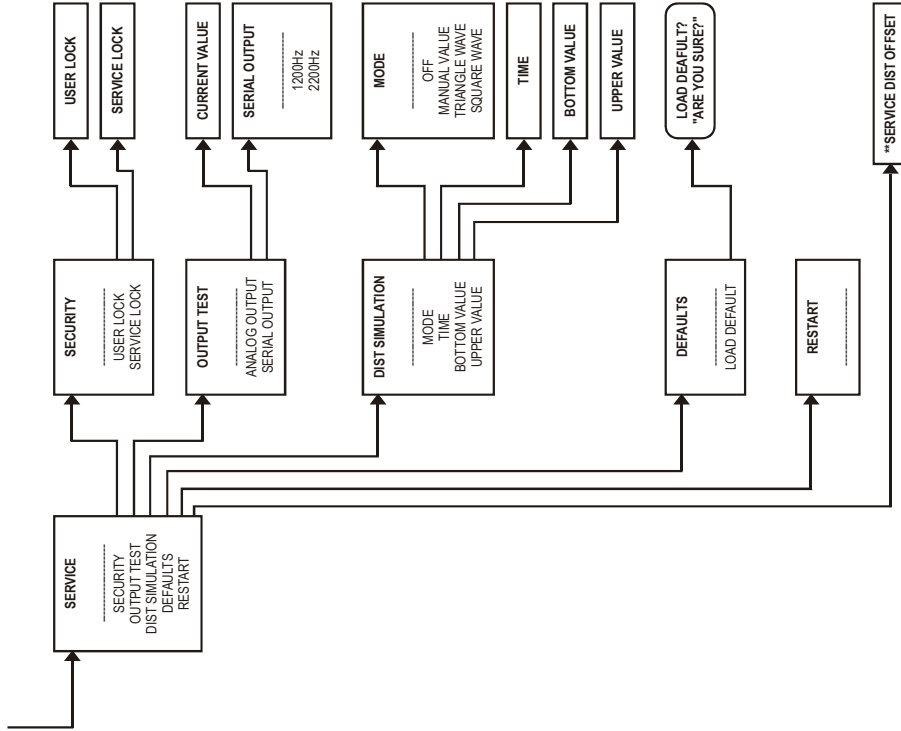 SERVICE
SECURITY
OUTPUT TEST
DIST SIMULATION
DEFAULTS
RESTART
SECURITY
USER LOCK
SERVICE LOCK
USER LOCK
SERVICE LOCK
OUTPUT TEST
ANALOG OUTPUT
SERIAL OUTPUT
CURRENT VALUE
SERIAL OUTPUT
1200Hz
2200Hz
DIST SIMULATION
MODE
TIME
BOTTOM VALUE
UPPER VALUE
MODE
OFF
MANUAL VALUE
TRIANGLE WAVE
SQUARE WAVE
TIME
BOTTOM VALUE
UPPER VALUE
DEFAULTS
LOAD DEFAULT
LOAD DEAFULT?
"ARE YOU SURE?"
RESTART
**SERVICE DIST OFFSET